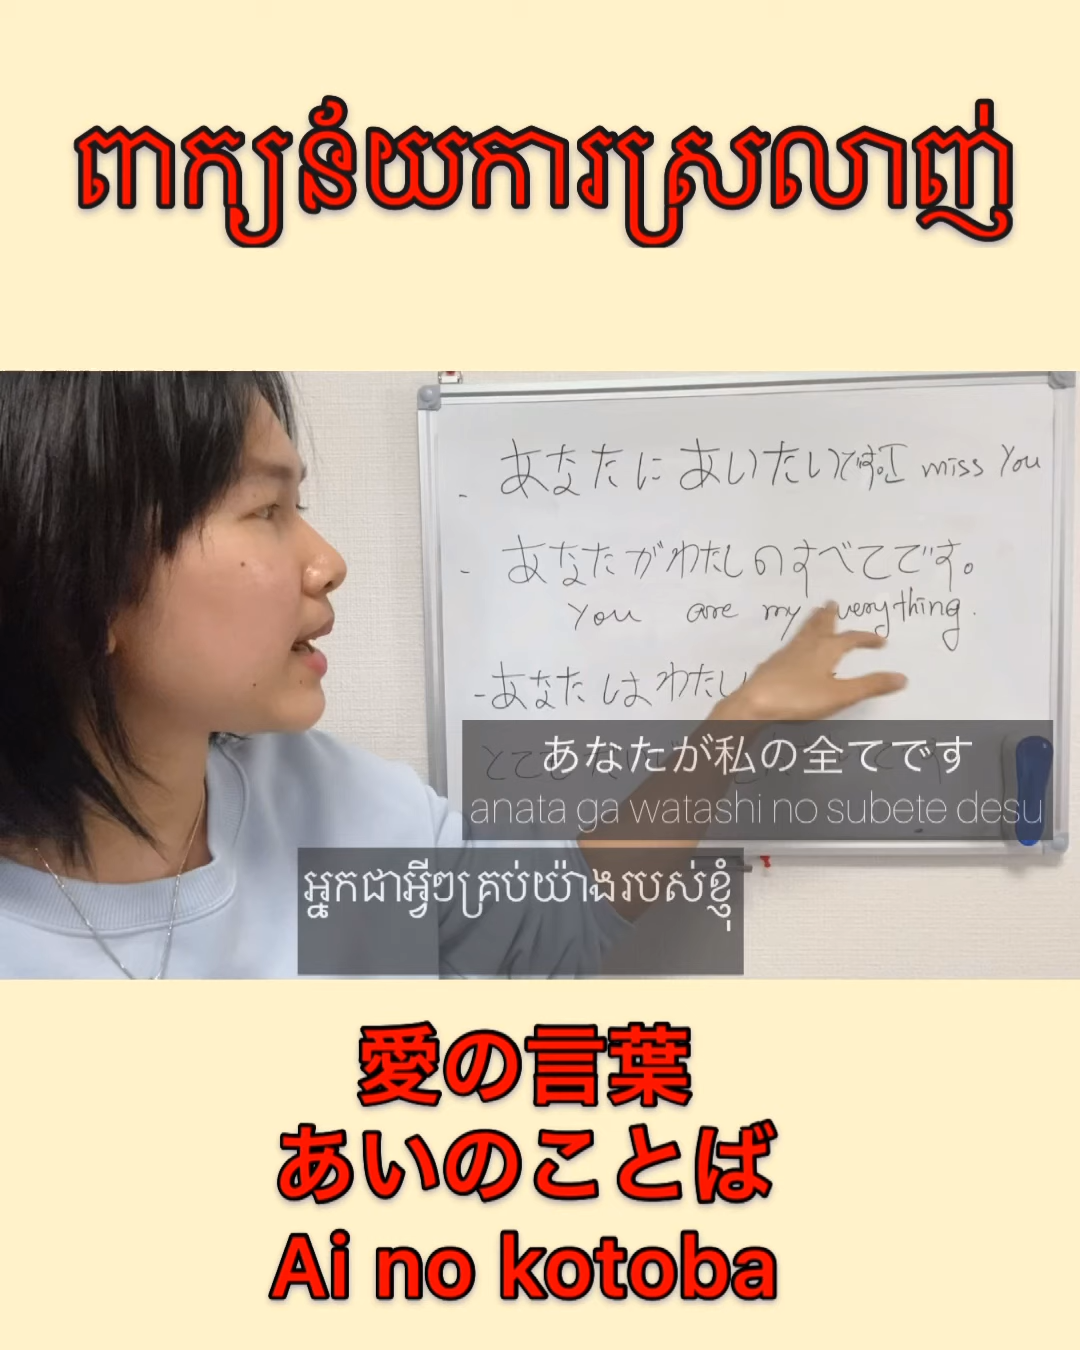 ពាក្យន័យការស្រលាញ់
- あなたに あいたいです。I miss You
- あなたがわたしのすべてです。
You are my everything.
- あなたはわたし
とても
あなたが私の全てです
anata ga watashi no subete desu
អ្នកជាអ្វីៗគ្រប់យ៉ាងរបស់ខ្ញុំ
愛の言葉
あいのことば
Ai no kotoba